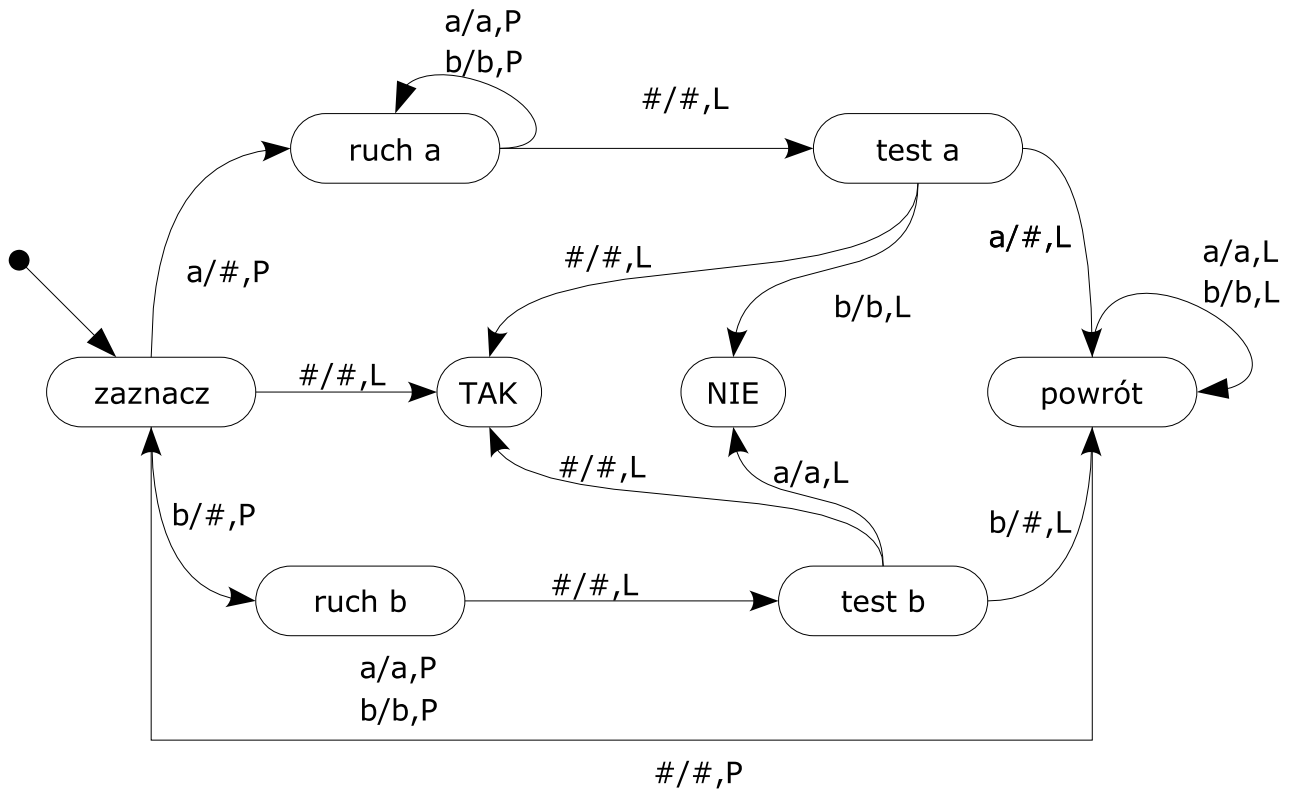 a/a,P
b/b,P
#/#,L
ruch a
test a
a/#,P
#/#,L
a/#,L
b/b,L
a/a,L
b/b,L
zaznacz
#/#,L
TAK
NIE
powrót
b/#,P
#/#,L
a/a,L
b/#,L
ruch b
#/#,L
test b
a/a,P
b/b,P
#/#,P